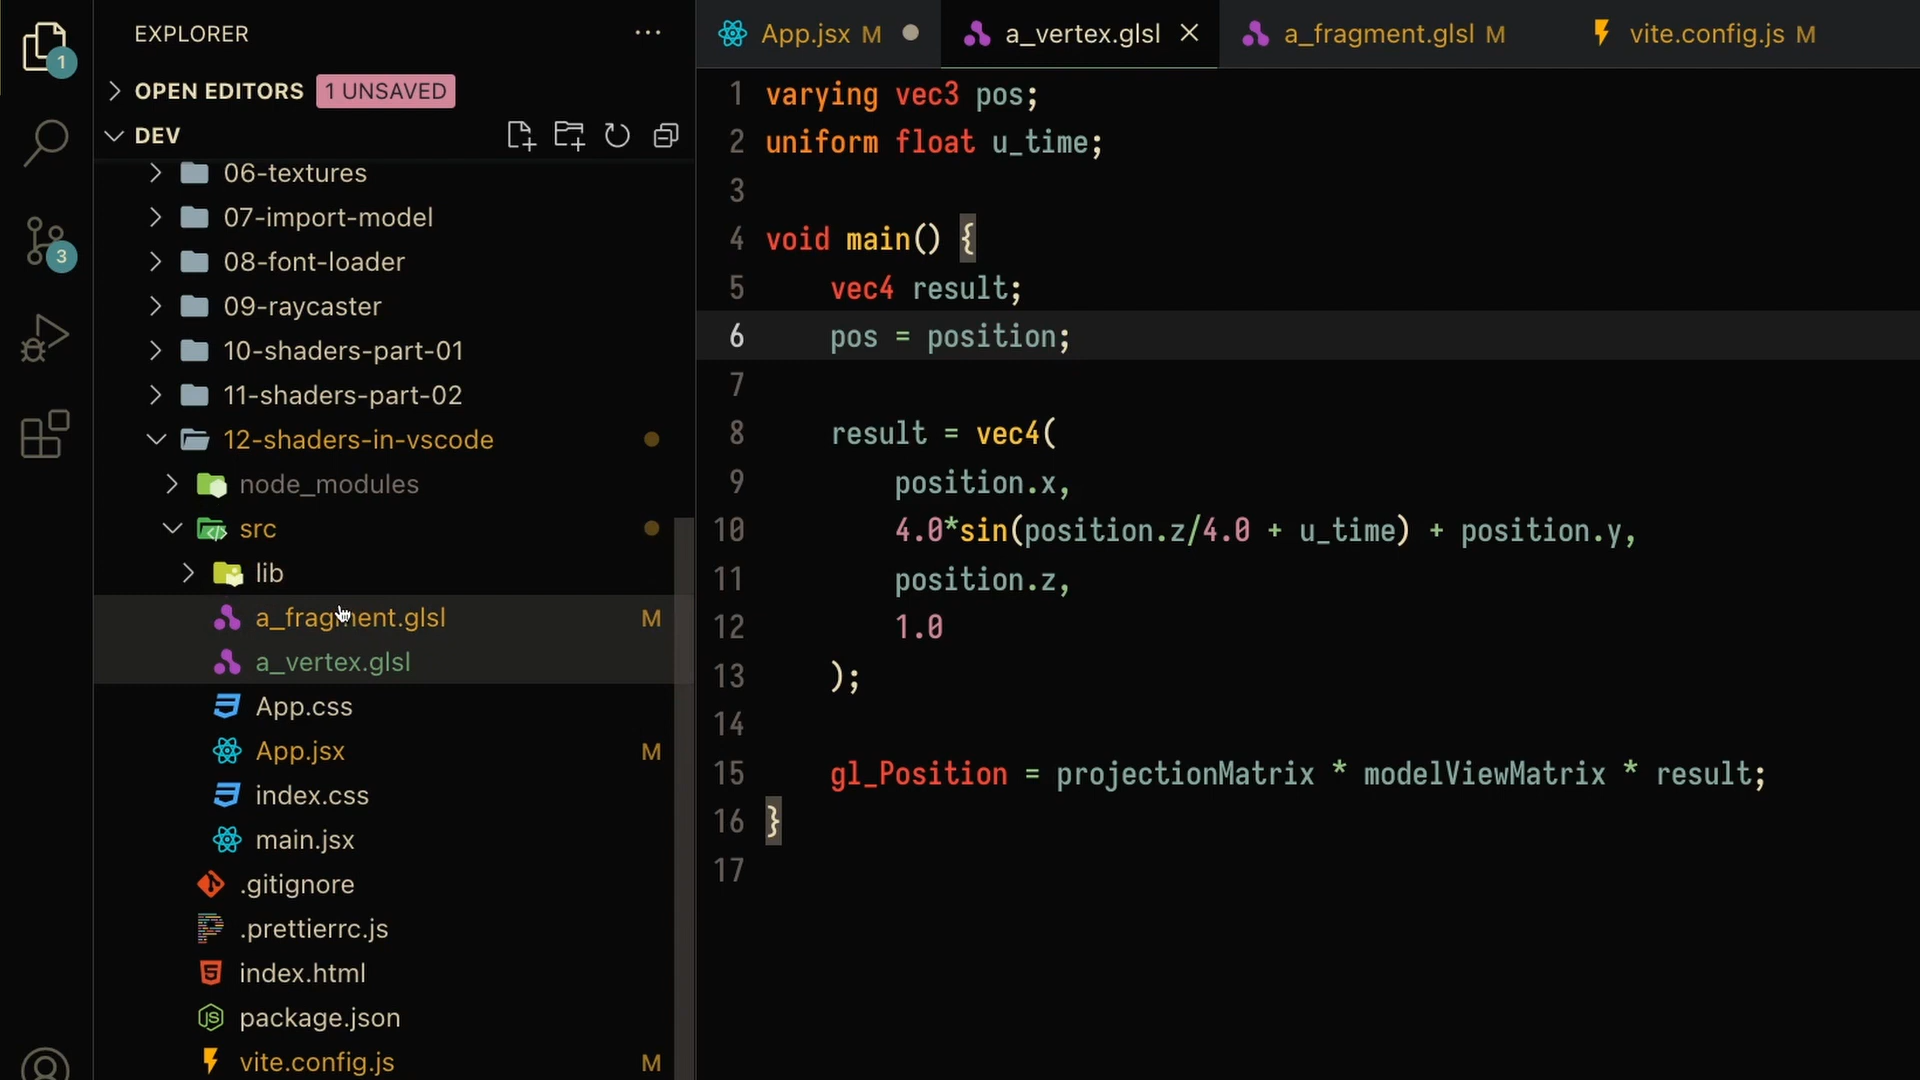 EXPLORER
OPEN EDITORS 1 UNSAVED
DEV
06-textures
07-import-model
08-font-loader
09-raycaster
10-shaders-part-01
11-shaders-part-02
12-shaders-in-vscode
node_modules
src
lib
a_fragment.glsl M
a_vertex.glsl
App.css
App.jsx M
index.css
main.jsx
.gitignore
.prettierrc.js
index.html
package.json
vite.config.js M
1
3
App.jsx M a_vertex.glsl a_fragment.glsl M vite.config.js M
1 varying vec3 pos;
2 uniform float u_time;
3
4 void main() {
5 vec4 result;
6 pos = position;
7
8 result = vec4(
9 position.x,
10 4.0*sin(position.z/4.0 + u_time) + position.y,
11 position.z,
12 1.0
13 );
14
15 gl_Position = projectionMatrix * modelViewMatrix * result;
16 }
17